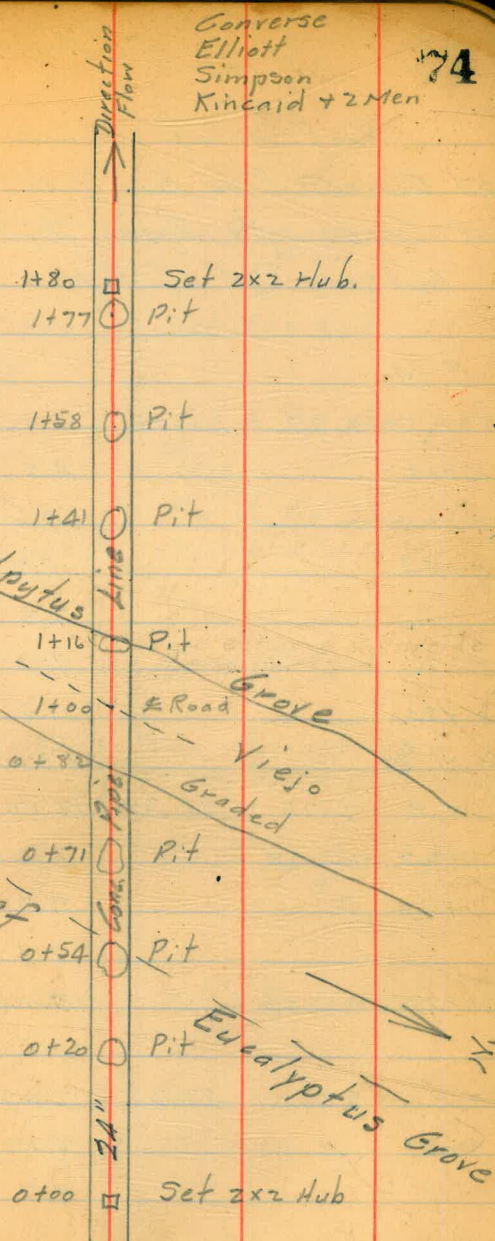 Converse
Elliott
Simpson
Kincaid + 2 Men
74
Direction
Flow
1+80 Set 2x2 Hub.
1+77 Pit
1+58 Pit
1+41 Pit
1+16 Pit
Grove
1+00 ℄ Road
Viejo
0+82
Graded
0+71 Pit
0+54 Pit
0+20 Pit
Eucalyptus Grove
24" Conc. Pipe Line
0+00 Set 2x2 Hub